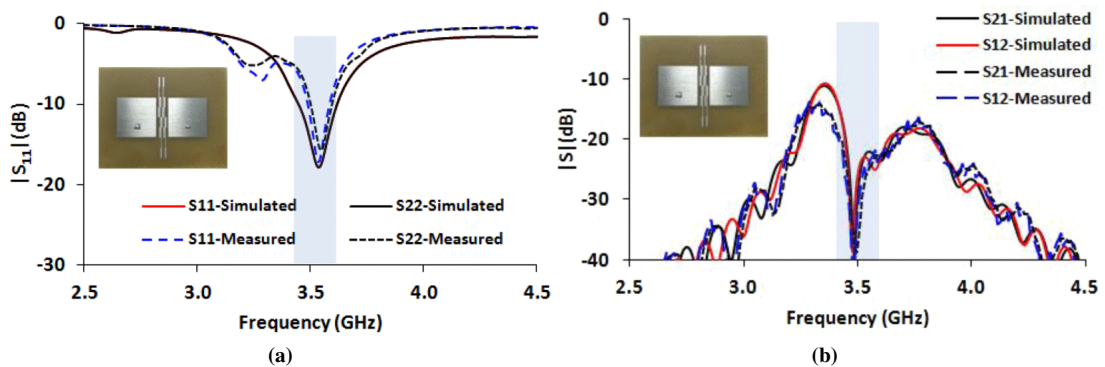 0
-10
-20
-30
|S11| (dB)
S11-Simulated
S22-Simulated
S11-Measured
S22-Measured
2.5 3.0 3.5 4.0 4.5
Frequency (GHz)
(a)
0
-10
-20
-30
-40
|S| (dB)
S21-Simulated
S12-Simulated
S21-Measured
S12-Measured
2.5 3.0 3.5 4.0 4.5
Frequency (GHz)
(b)